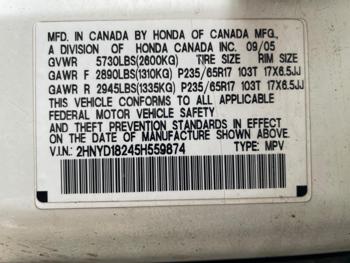 MFD. IN CANADA BY HONDA OF CANADA MFG.,
A DIVISION OF HONDA CANADA INC. 09/05
GVWR 5730LBS(2600KG) TIRE SIZE RIM SIZE
GAWR F 2890LBS(1310KG) P235/65R17 103T 17X6.5JJ
GAWR R 2945LBS(1335KG) P235/65R17 103T 17X6.5JJ
THIS VEHICLE CONFORMS TO ALL APPLICABLE
FEDERAL MOTOR VEHICLE SAFETY
AND THEFT PREVENTION STANDARDS IN EFFECT ON
THE DATE OF MANUFACTURE SHOWN ABOVE.
V.I.N.: 2HNYD18245H559874 TYPE: MPV